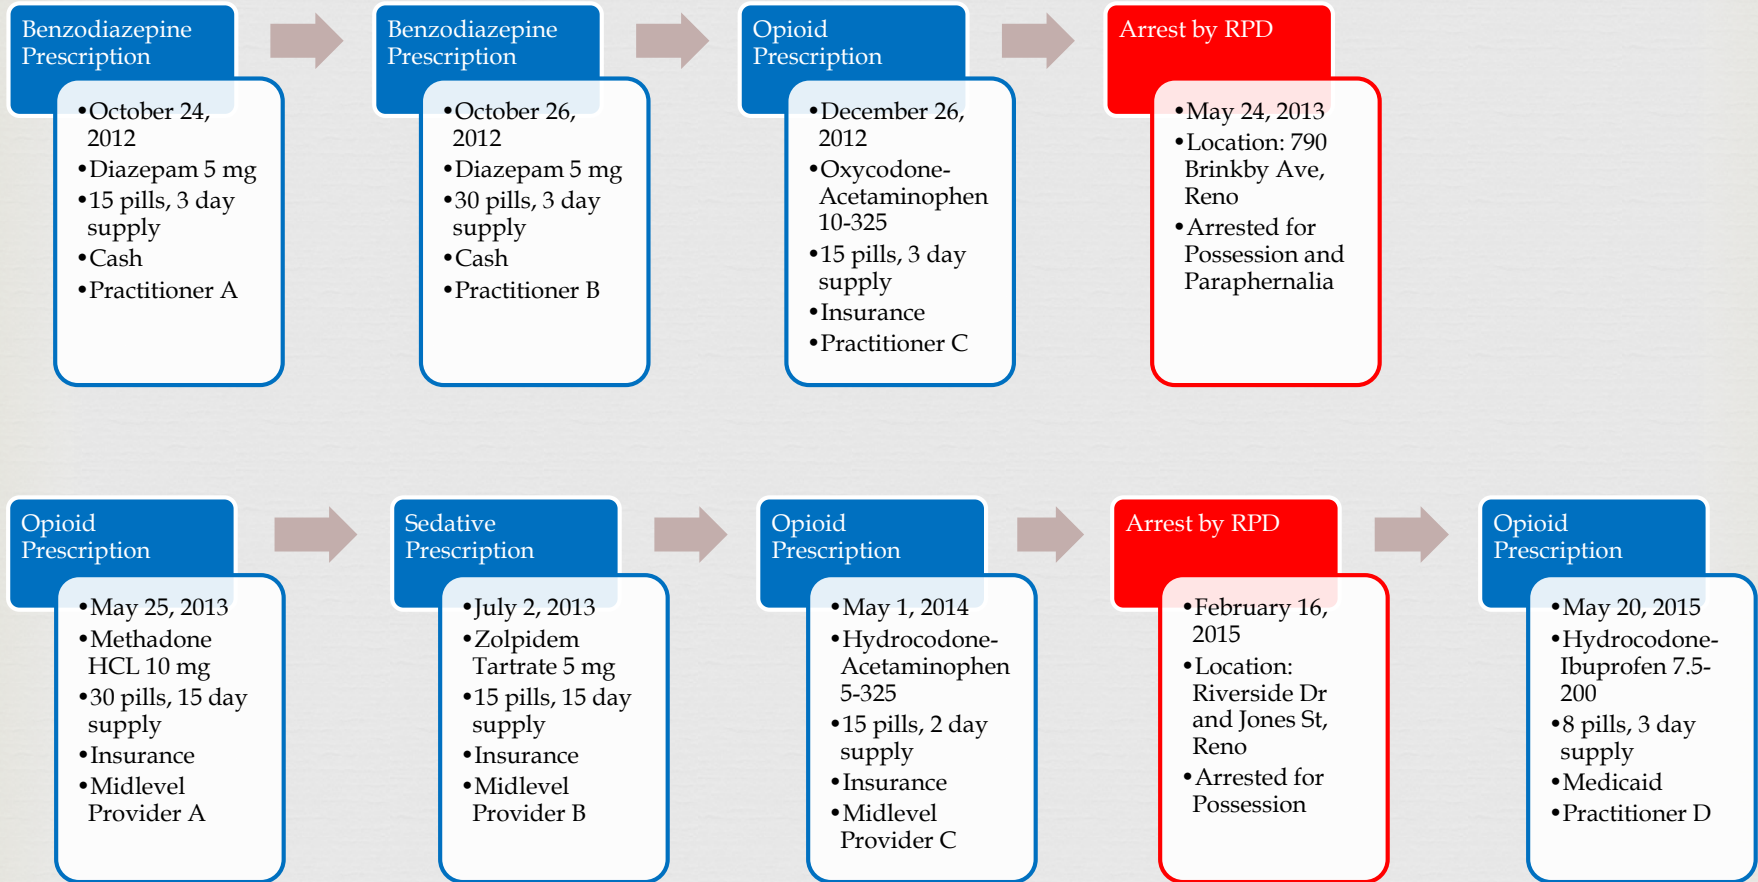 Benzodiazepine
Prescription
•October 24,
2012
•Diazepam 5 mg
•15 pills, 3 day
supply
•Cash
•Practitioner A
Benzodiazepine
Prescription
•October 26,
2012
•Diazepam 5 mg
•30 pills, 3 day
supply
•Cash
•Practitioner B
Opioid
Prescription
•December 26,
2012
•Oxycodone-
Acetaminophen
10-325
•15 pills, 3 day
supply
•Insurance
•Practitioner C
Arrest by RPD
•May 24, 2013
•Location: 790
Brinkby Ave,
Reno
•Arrested for
Possession and
Paraphernalia
Opioid
Prescription
•May 25, 2013
•Methadone
HCL 10 mg
•30 pills, 15 day
supply
•Insurance
•Midlevel
Provider A
Sedative
Prescription
•July 2, 2013
•Zolpidem
Tartrate 5 mg
•15 pills, 15 day
supply
•Insurance
•Midlevel
Provider B
Opioid
Prescription
•May 1, 2014
•Hydrocodone-
Acetaminophen
5-325
•15 pills, 2 day
supply
•Insurance
•Midlevel
Provider C
Arrest by RPD
•February 16,
2015
•Location:
Riverside Dr
and Jones St,
Reno
•Arrested for
Possession
Opioid
Prescription
•May 20, 2015
•Hydrocodone-
Ibuprofen 7.5-
200
•8 pills, 3 day
supply
•Medicaid
•Practitioner D